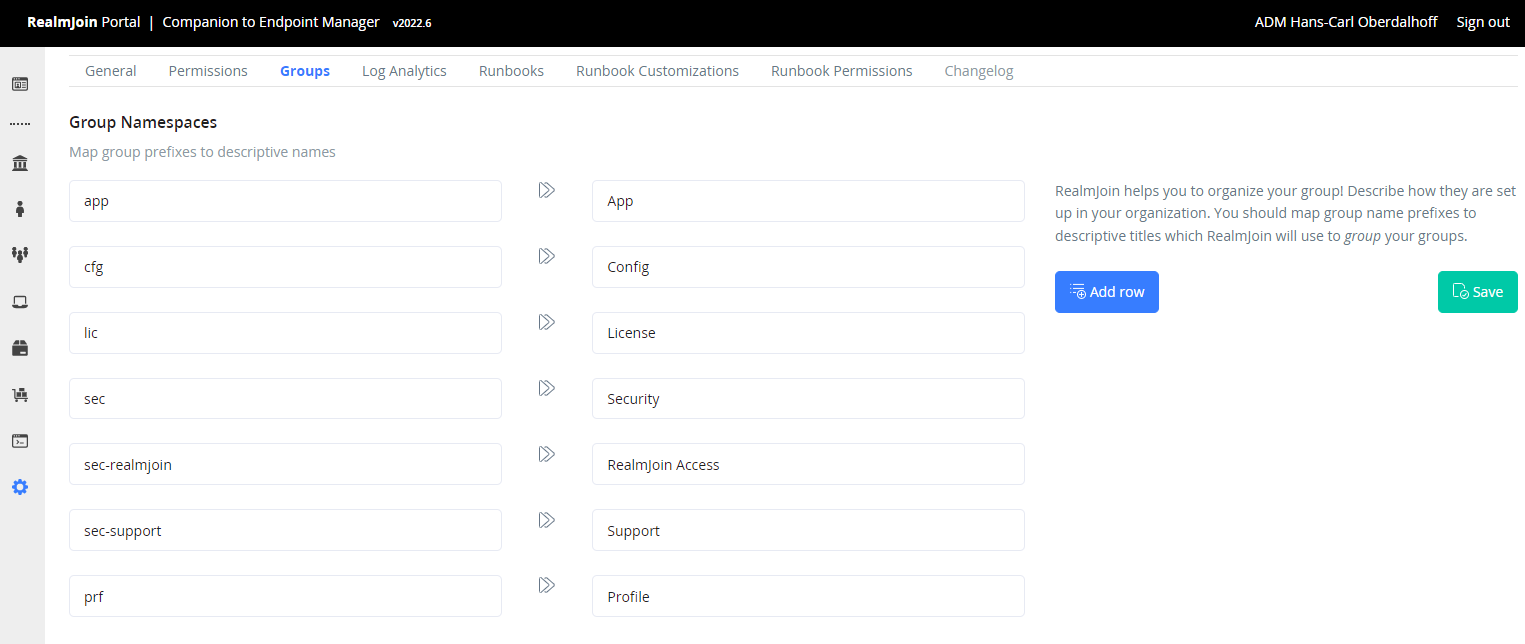 RealmJoin Portal | Companion to Endpoint Manager v2022.6 ADM Hans-Carl Oberdalhoff Sign out
General Permissions Groups Log Analytics Runbooks Runbook Customizations Runbook Permissions Changelog
Group Namespaces
Map group prefixes to descriptive names
app App
cfg Config
lic License
sec Security
sec-realmjoin RealmJoin Access
sec-support Support
prf Profile
RealmJoin helps you to organize your group! Describe how they are set
up in your organization. You should map group name prefixes to
descriptive titles which RealmJoin will use to group your groups.
Add row Save